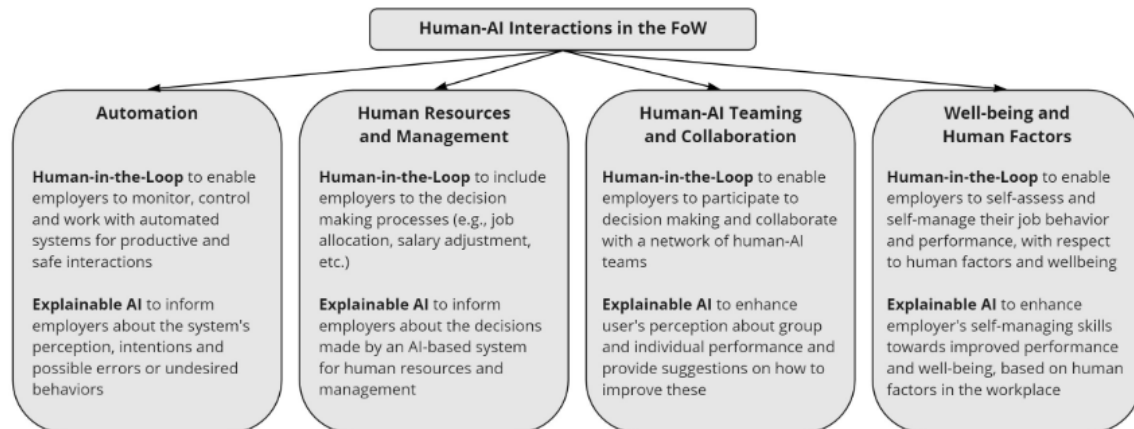 Human-AI Interactions in the FoW
Automation
Human-in-the-Loop to enable
employers to monitor, control
and work with automated
systems for productive and
safe interactions
Explainable AI to inform
employers about the system's
perception, intentions and
possible errors or undesired
behaviors
Human Resources
and Management
Human-in-the-Loop to include
employers to the decision
making processes (e.g., job
allocation, salary adjustment,
etc.)
Explainable AI to inform
employers about the decisions
made by an AI-based system
for human resources and
management
Human-AI Teaming
and Collaboration
Human-in-the-Loop to enable
employers to participate to
decision making and collaborate
with a network of human-AI
teams
Explainable AI to enhance
user's perception about group
and individual performance and
provide suggestions on how to
improve these
Well-being and
Human Factors
Human-in-the-Loop to enable
employers to self-assess and
self-manage their job behavior
and performance, with respect
to human factors and wellbeing
Explainable AI to enhance
employer's self-managing skills
towards improved performance
and well-being, based on human
factors in the workplace